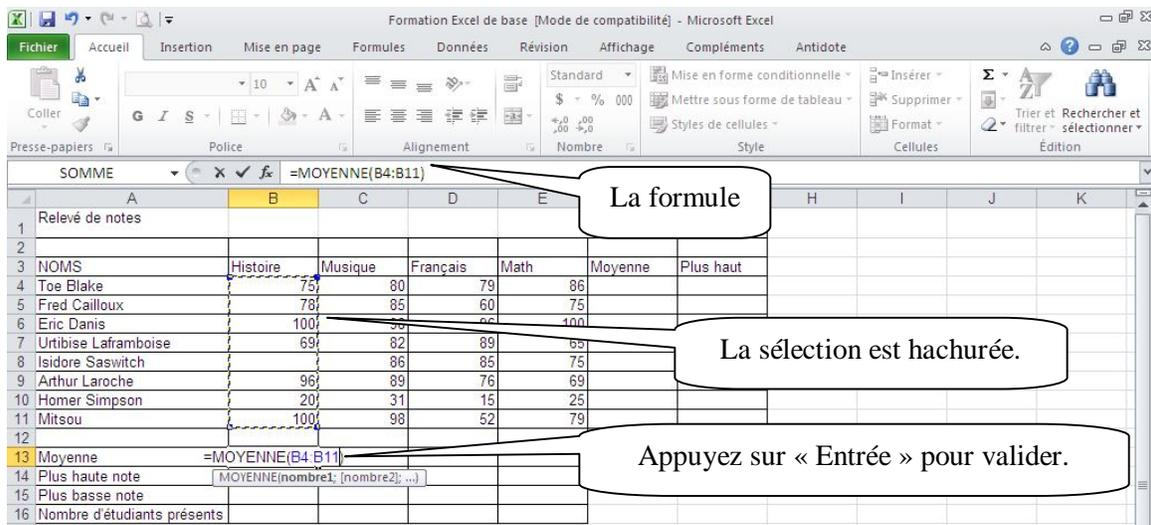 Formation Excel de base [Mode de compatibilité] - Microsoft Excel
Fichier Accueil Insertion Mise en page Formules Données Révision Affichage Compléments Antidote
Coller
10
G I S
Standard
$ % 000
Mise en forme conditionnelle
Mettre sous forme de tableau
Styles de cellules
Insérer
Supprimer
Format
Σ
Trier et filtrer
Rechercher et sélectionner
Presse-papiers Police Alignement Nombre Style Cellules Édition
SOMME fx =MOYENNE(B4:B11)
La formule
A B C D E H I J K
1 Relevé de notes
2
3 NOMS Histoire Musique Français Math Moyenne Plus haut
4 Toe Blake 75 80 79 86
5 Fred Cailloux 78 85 60 75
6 Eric Danis 100 100
7 Urtibise Laframboise 69 82 89 65
La sélection est hachurée.
8 Isidore Saswitch 86 85 75
9 Arthur Laroche 96 89 76 69
10 Homer Simpson 20 31 15 25
11 Mitsou 100 98 52 79
12
13 Moyenne =MOYENNE(B4:B11)
Appuyez sur « Entrée » pour valider.
14 Plus haute note MOYENNE(nombre1; [nombre2]; ...)
15 Plus basse note
16 Nombre d'étudiants présents